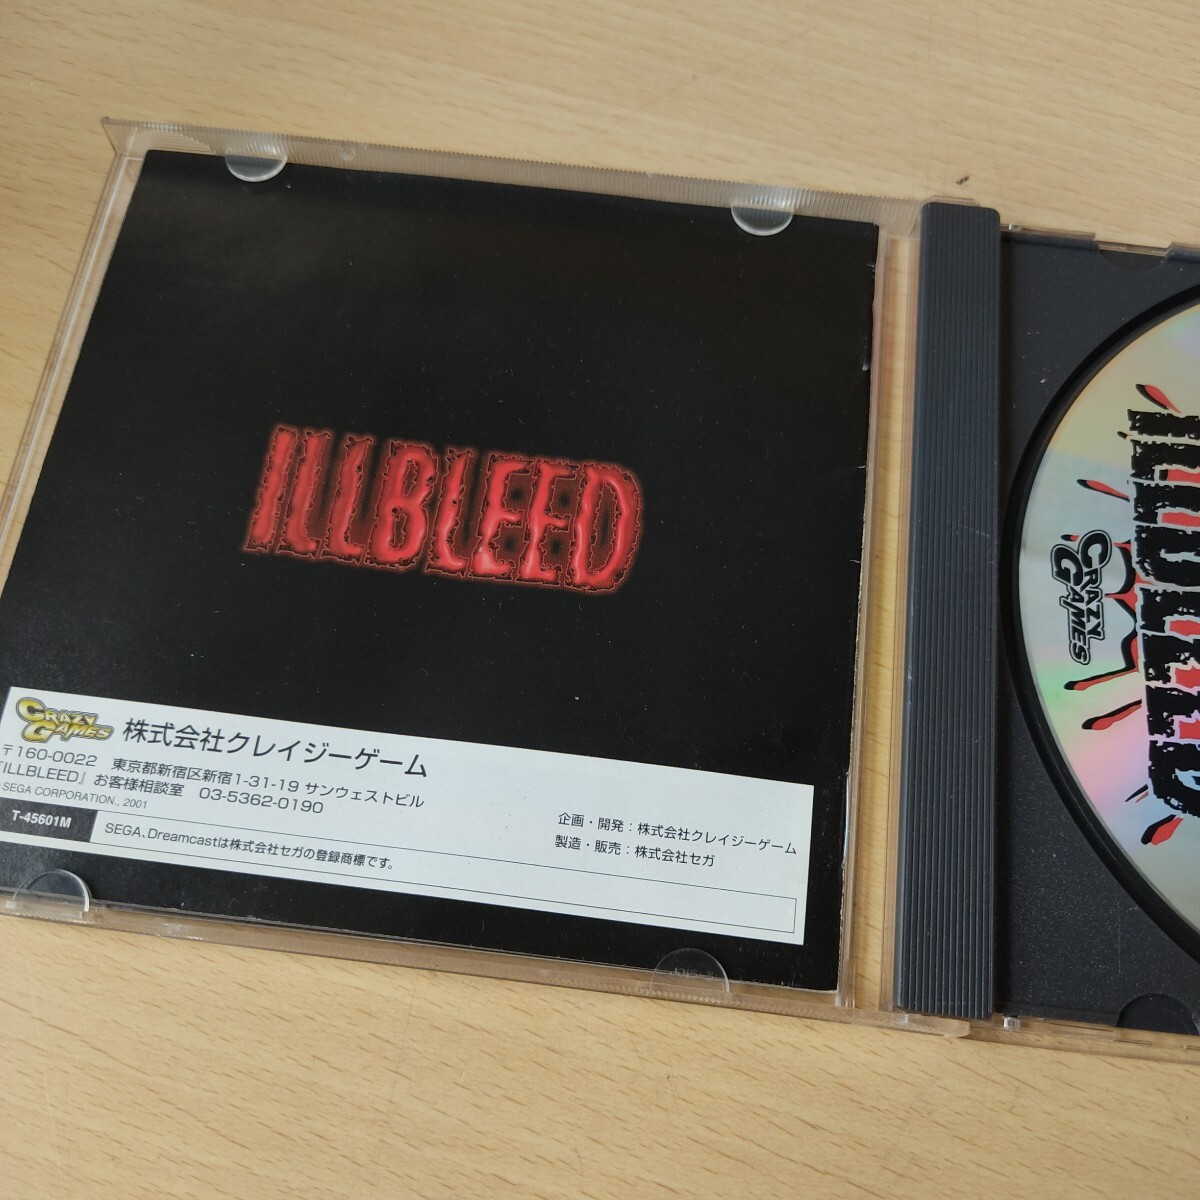 ILLBLEED
CRAZY GAMES
株式会社クレイジーゲーム
〒160-0022 東京都新宿区新宿1-31-19 サンウェストビル
『ILLBLEED』お客様相談室 03-5362-0190
SEGA CORPORATION., 2001
企画・開発：株式会社クレイジーゲーム
製造・販売：株式会社セガ
T-45601M
SEGA、Dreamcastは株式会社セガの登録商標です。
ILLBLEED
CRAZY GAMES